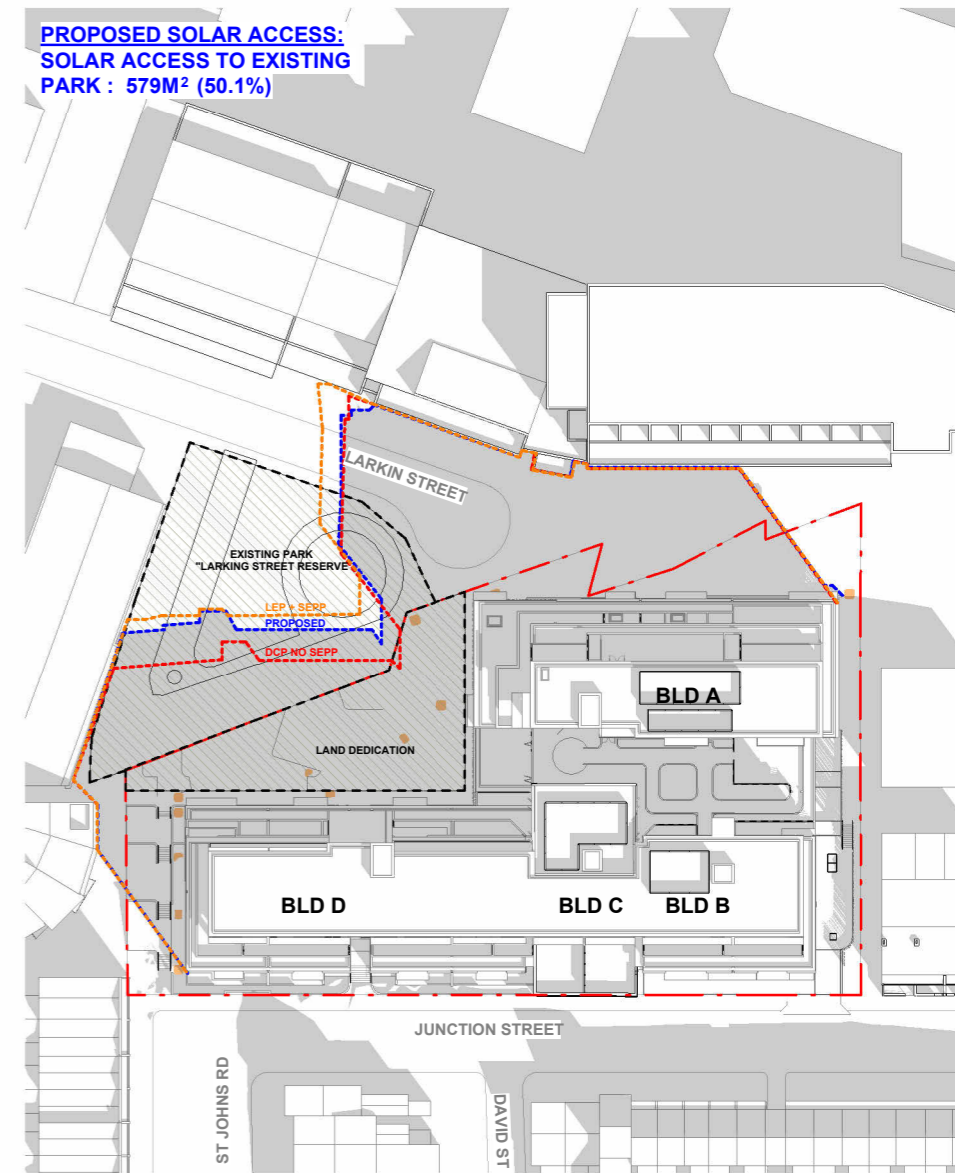 PROPOSED SOLAR ACCESS:
SOLAR ACCESS TO EXISTING
PARK : 579M² (50.1%)
LARKIN STREET
EXISTING PARK
"LARKING STREET RESERVE
LEP + SEPP
PROPOSED
DCP NO SEPP
BLD A
LAND DEDICATION
BLD D
BLD C
BLD B
JUNCTION STREET
ST JOHNS RD
DAVID ST